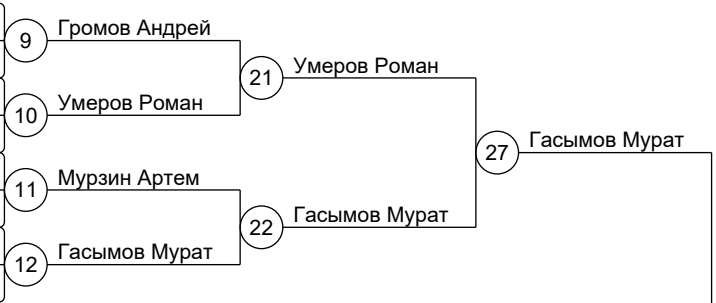 9 Громов Андрей
21 Умеров Роман
10 Умеров Роман
27 Гасымов Мурат
11 Мурзин Артем
22 Гасымов Мурат
12 Гасымов Мурат